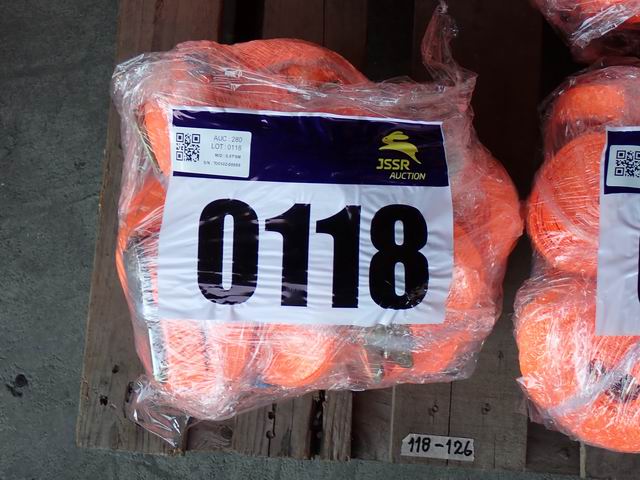 AUC : 280
LOT : 0118
JSSR
AUCTION
0118
118-126